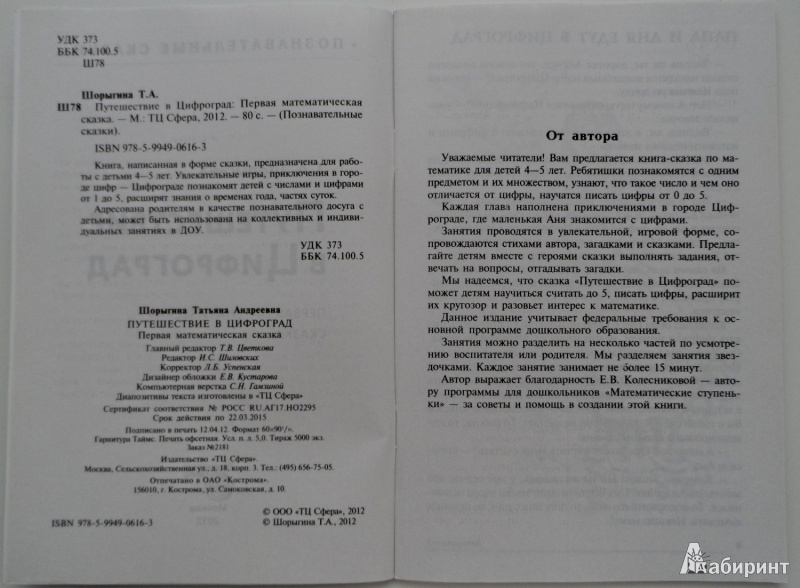 УДК 373
ББК 74.100.5
Ш78
Шорыгина Т.А.
Ш78 Путешествие в Цифроград: Первая математическая
сказка. — М.: ТЦ Сфера, 2012. — 80 с. — (Познавательные
сказки).
ISBN 978-5-9949-0616-3
Книга, написанная в форме сказки, предназначена для рабо-
ты с детьми 4—5 лет. Увлекательные игры, приключения в горо-
де цифр — Цифрограде познакомят детей с числами и цифрами
от 1 до 5, расширят знания о временах года, частях суток.
Адресована родителям в качестве познавательного досуга с
детьми, может быть использована на коллективных и индиви-
дуальных занятиях в ДОУ.
УДК 373
ББК 74.100.5
Шорыгина Татьяна Андреевна
ПУТЕШЕСТВИЕ В ЦИФРОГРАД
Первая математическая сказка
Главный редактор Т.В. Цветкова
Редактор И.С. Шиловских
Корректор Л.Б. Успенская
Дизайнер обложки Е.В. Кустарова
Компьютерная верстка С.Н. Гамзиной
Диапозитивы текста изготовлены в «ТЦ Сфера»
Сертификат соответствия № РОСС RU.АГ17.Н02295
Срок действия по 22.03.2015
Подписано в печать 12.04.12. Формат 60×90¹/
Гарнитура Таймс. Печать офсетная. Усл. п. л. 5,0. Тираж 5000 экз.
Заказ №2181
Издательство «ТЦ Сфера».
Москва, Сельскохозяйственная ул., д. 18, корп. 3. Тел.: (495) 656-75-05.
Отпечатано в ОАО «Кострома».
156010, г. Кострома, ул. Самоковская, д. 10.
© ООО «ТЦ Сфера», 2012
ISBN 978-5-9949-0616-3 © Шорыгина Т.А., 2012
От автора
Уважаемые читатели! Вам предлагается книга-сказка по ма-
тематике для детей 4—5 лет. Ребятишки познакомятся с одним
предметом и их множеством, узнают, что такое число и чем оно
отличается от цифры, научатся писать цифры от 0 до 5.
Каждая глава наполнена приключениями в городе Циф-
рограде, где маленькая Аня знакомится с цифрами.
Занятия проводятся в увлекательной, игровой форме, со-
провождаются стихами автора, загадками и сказками. Предла-
гайте детям вместе с героями сказки выполнять задания, отве-
чать на вопросы, отгадывать загадки.
Мы надеемся, что сказка «Путешествие в Цифроград» по-
может детям научиться считать до 5, писать цифры, расширит
их кругозор и разовьет интерес к математике.
Данное издание учитывает федеральные требования к ос-
новной программе дошкольного образования.
Занятия можно разделить на несколько частей по усмотре-
нию воспитателя или родителя. Мы разделяем занятия звез-
дочками. Каждое занятие занимает не более 15 минут.
Автор выражает благодарность Е.В. Колесниковой — авто-
ру программы для дошкольников «Математические ступень-
ки» — за советы и помощь в создании этой книги.
Лабиринт